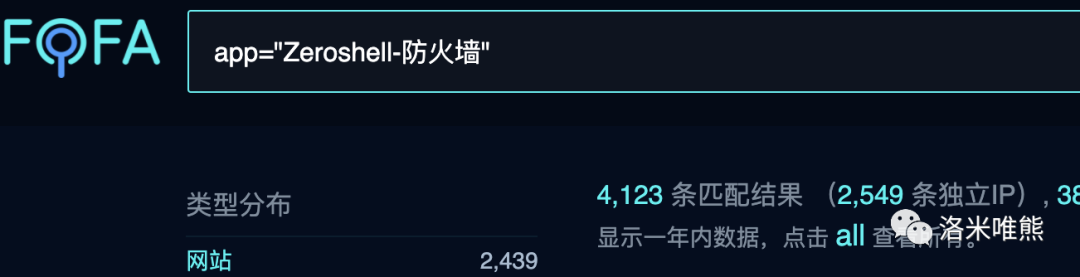 FOFA
app="Zeroshell-防火墙"
类型分布
4,123 条匹配结果 （2,549 条独立IP）, 38
显示一年内数据，点击 all 查看所有。
洛米唯熊
网站 2,439